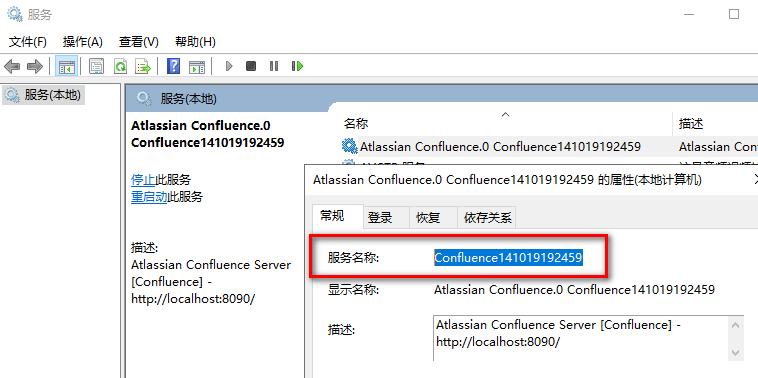 服务
文件(F) 操作(A) 查看(V) 帮助(H)
服务(本地)
服务(本地)
Atlassian Confluence.0
Confluence141019192459
停止此服务
重启动此服务
描述:
Atlassian Confluence Server
[Confluence] -
http://localhost:8090/
名称 描述
Atlassian Confluence.0 Confluence141019192459 Atlassian Co
Atlassian Confluence.0 Confluence141019192459 的属性(本地计算机)
常规 登录 恢复 依存关系
服务名称: Confluence141019192459
显示名称: Atlassian Confluence.0 Confluence141019192459
描述: Atlassian Confluence Server [Confluence] -
http://localhost:8090/